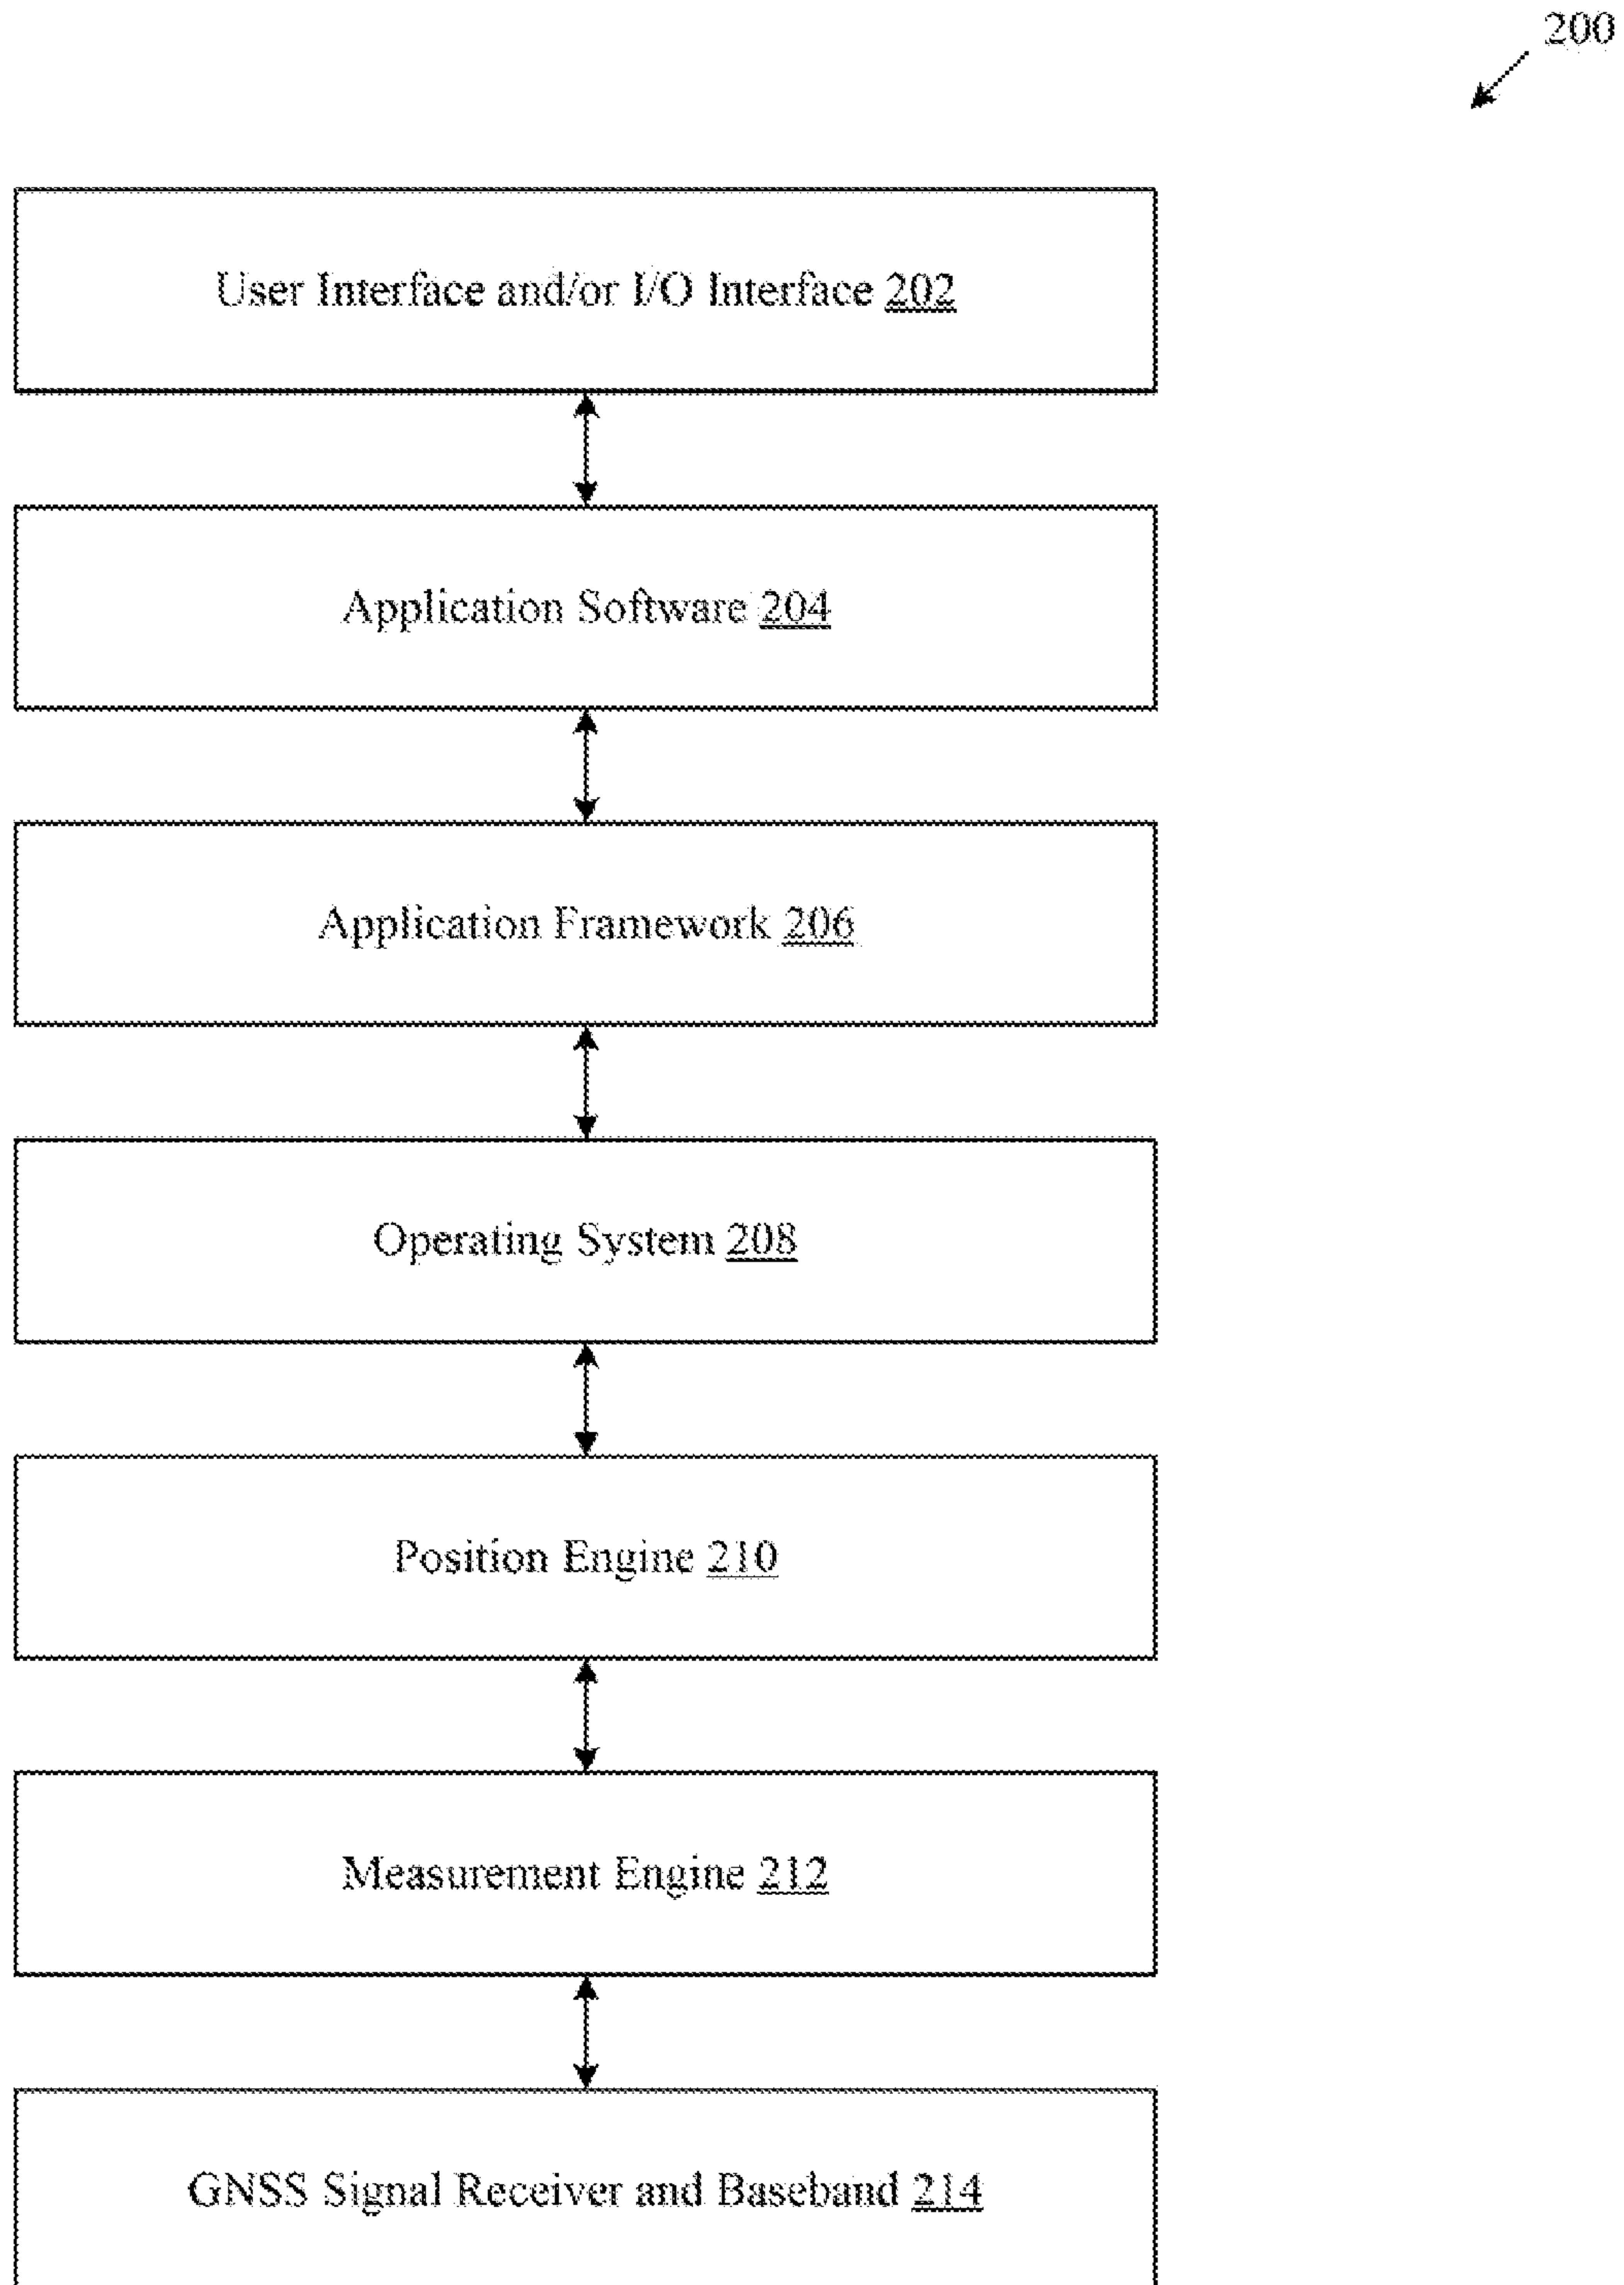 200
User Interface and/or I/O Interface 202
Application Software 204
Application Framework 206
Operating System 208
Position Engine 210
Measurement Engine 212
GNSS Signal Receiver and Baseband 214